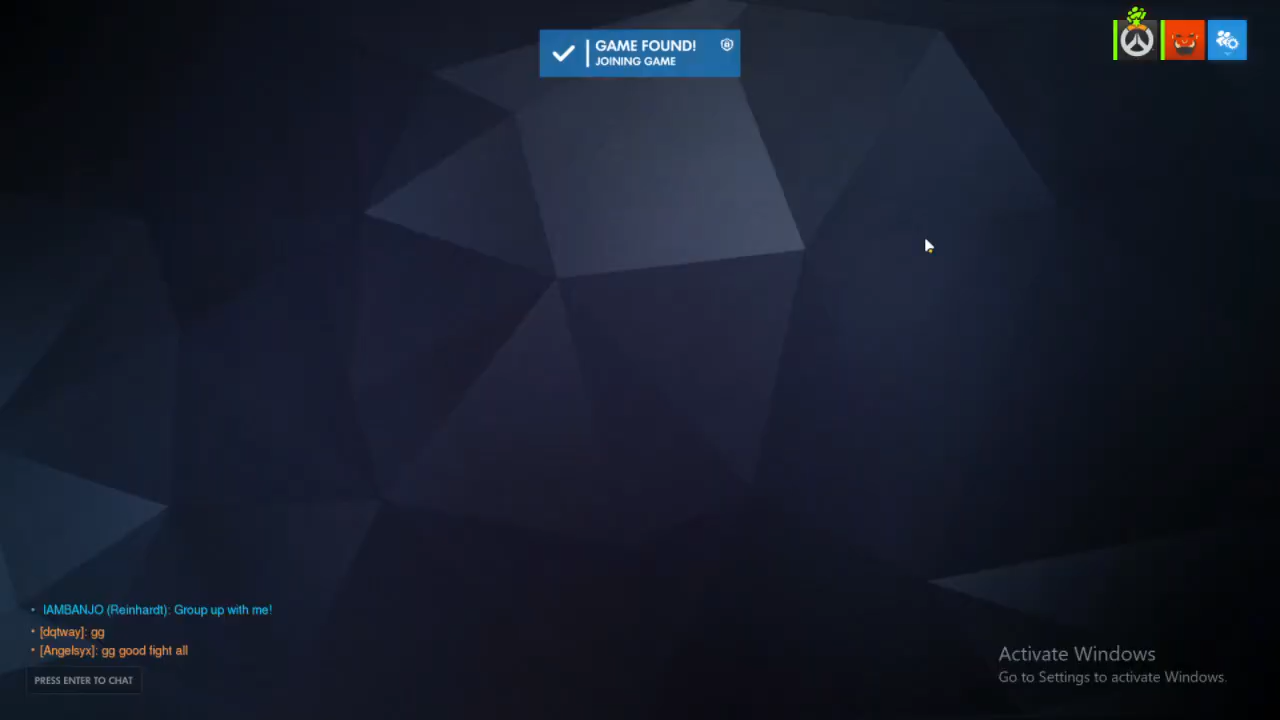 GAME FOUND!
JOINING GAME
IAMBANJO (Reinhardt): Group up with me!
[dqtway]: gg
[Angelsyx]: gg good fight all
PRESS ENTER TO CHAT
Activate Windows
Go to Settings to activate Windows.